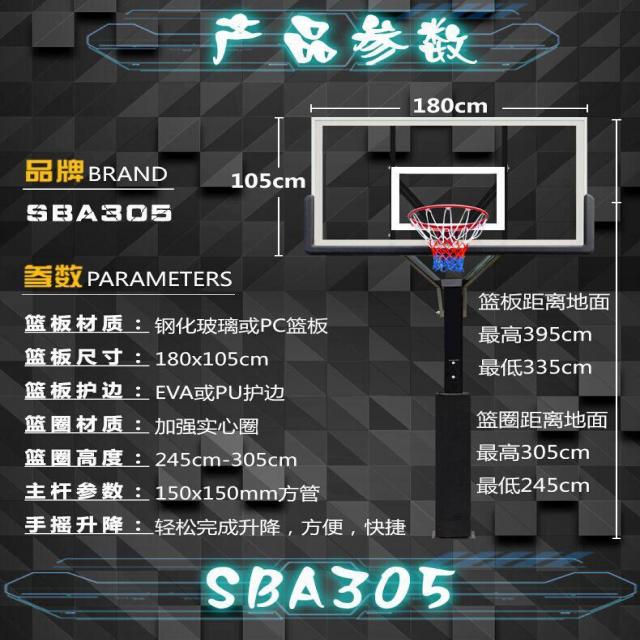 产品参数
180cm
105cm
品牌 BRAND
SBA305
参数 PARAMETERS
篮板材质： 钢化玻璃或PC篮板
篮板尺寸： 180x105cm
篮板护边： EVA或PU护边
篮圈材质： 加强实心圈
篮圈高度： 245cm-305cm
主杆参数： 150x150mm方管
手摇升降： 轻松完成升降，方便，快捷
篮板距离地面
最高395cm
最低335cm
篮圈距离地面
最高305cm
最低245cm
SBA305